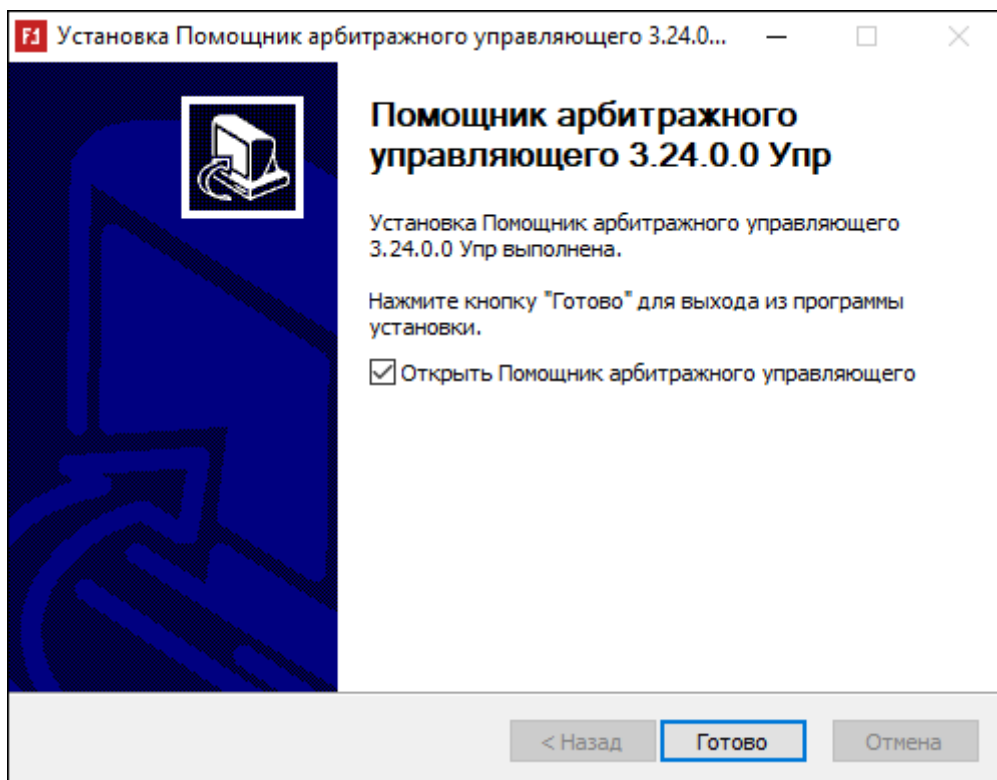 Установка Помощник арбитражного управляющего 3.24.0...
Помощник арбитражного
управляющего 3.24.0.0 Упр
Установка Помощник арбитражного управляющего
3.24.0.0 Упр выполнена.
Нажмите кнопку "Готово" для выхода из программы
установки.
Открыть Помощник арбитражного управляющего
< Назад
Готово
Отмена